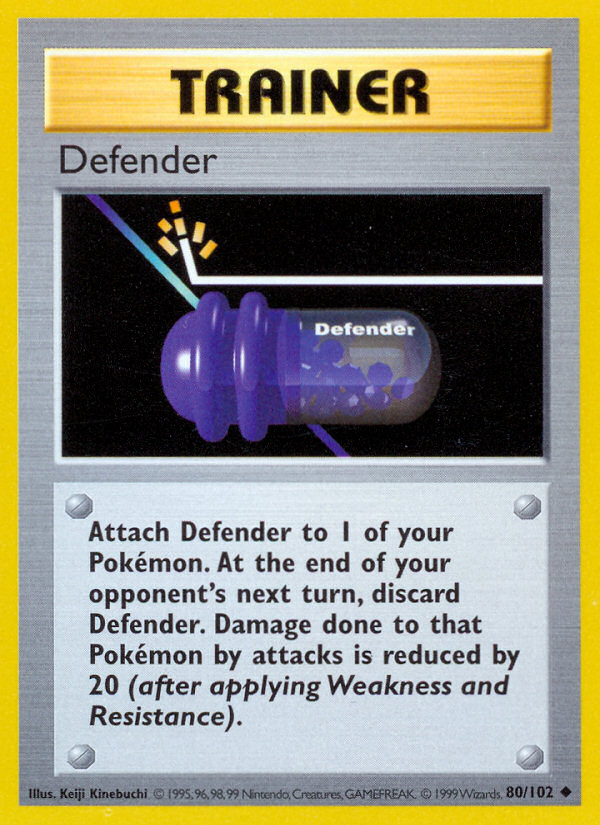 TRAINER
Defender
Defender
Attach Defender to 1 of your
Pokémon. At the end of your
opponent's next turn, discard
Defender. Damage done to that
Pokémon by attacks is reduced by
20 (after applying Weakness and
Resistance).
Illus. Keiji Kinebuchi © 1995, 96, 98, 99 Nintendo, Creatures, GAMEFREAK. © 1999 Wizards. 80/102 ◆